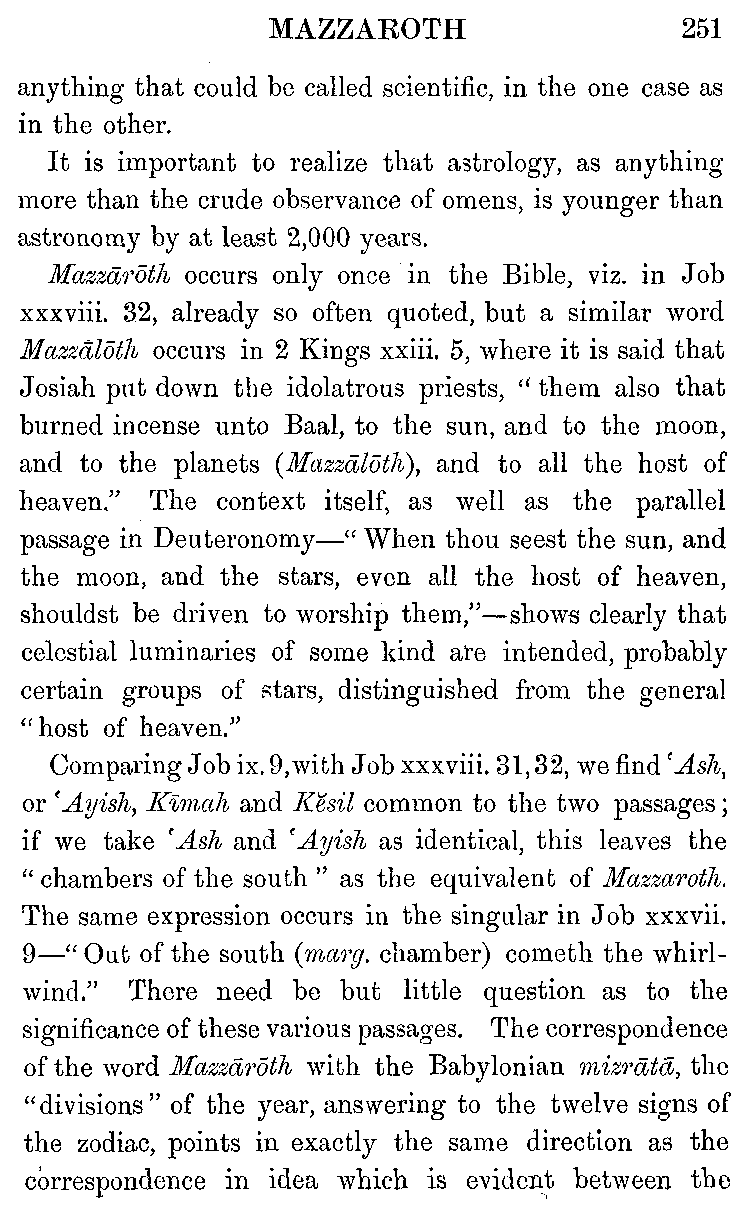 MAZZAROTH 251
anything that could be called scientific, in the one case as
in the other.
It is important to realize that astrology, as anything
more than the crude observance of omens, is younger than
astronomy by at least 2,000 years.
Mazzārōth occurs only once in the Bible, viz. in Job
xxxviii. 32, already so often quoted, but a similar word
Mazzālōth occurs in 2 Kings xxiii. 5, where it is said that
Josiah put down the idolatrous priests, “them also that
burned incense unto Baal, to the sun, and to the moon,
and to the planets (Mazzālōth), and to all the host of
heaven.” The context itself, as well as the parallel
passage in Deuteronomy—“When thou seest the sun, and
the moon, and the stars, even all the host of heaven,
shouldst be driven to worship them,”—shows clearly that
celestial luminaries of some kind are intended, probably
certain groups of stars, distinguished from the general
“host of heaven.”
Comparing Job ix. 9, with Job xxxviii. 31, 32, we find ‘Ash,
or ‘Ayish, Kīmah and Kĕsil common to the two passages;
if we take ‘Ash and ‘Ayish as identical, this leaves the
“chambers of the south” as the equivalent of Mazzaroth.
The same expression occurs in the singular in Job xxxvii.
9—“Out of the south (marg. chamber) cometh the whirl-
wind.” There need be but little question as to the
significance of these various passages. The correspondence
of the word Mazzārōth with the Babylonian mizrātā, the
“divisions” of the year, answering to the twelve signs of
the zodiac, points in exactly the same direction as the
correspondence in idea which is evident between the